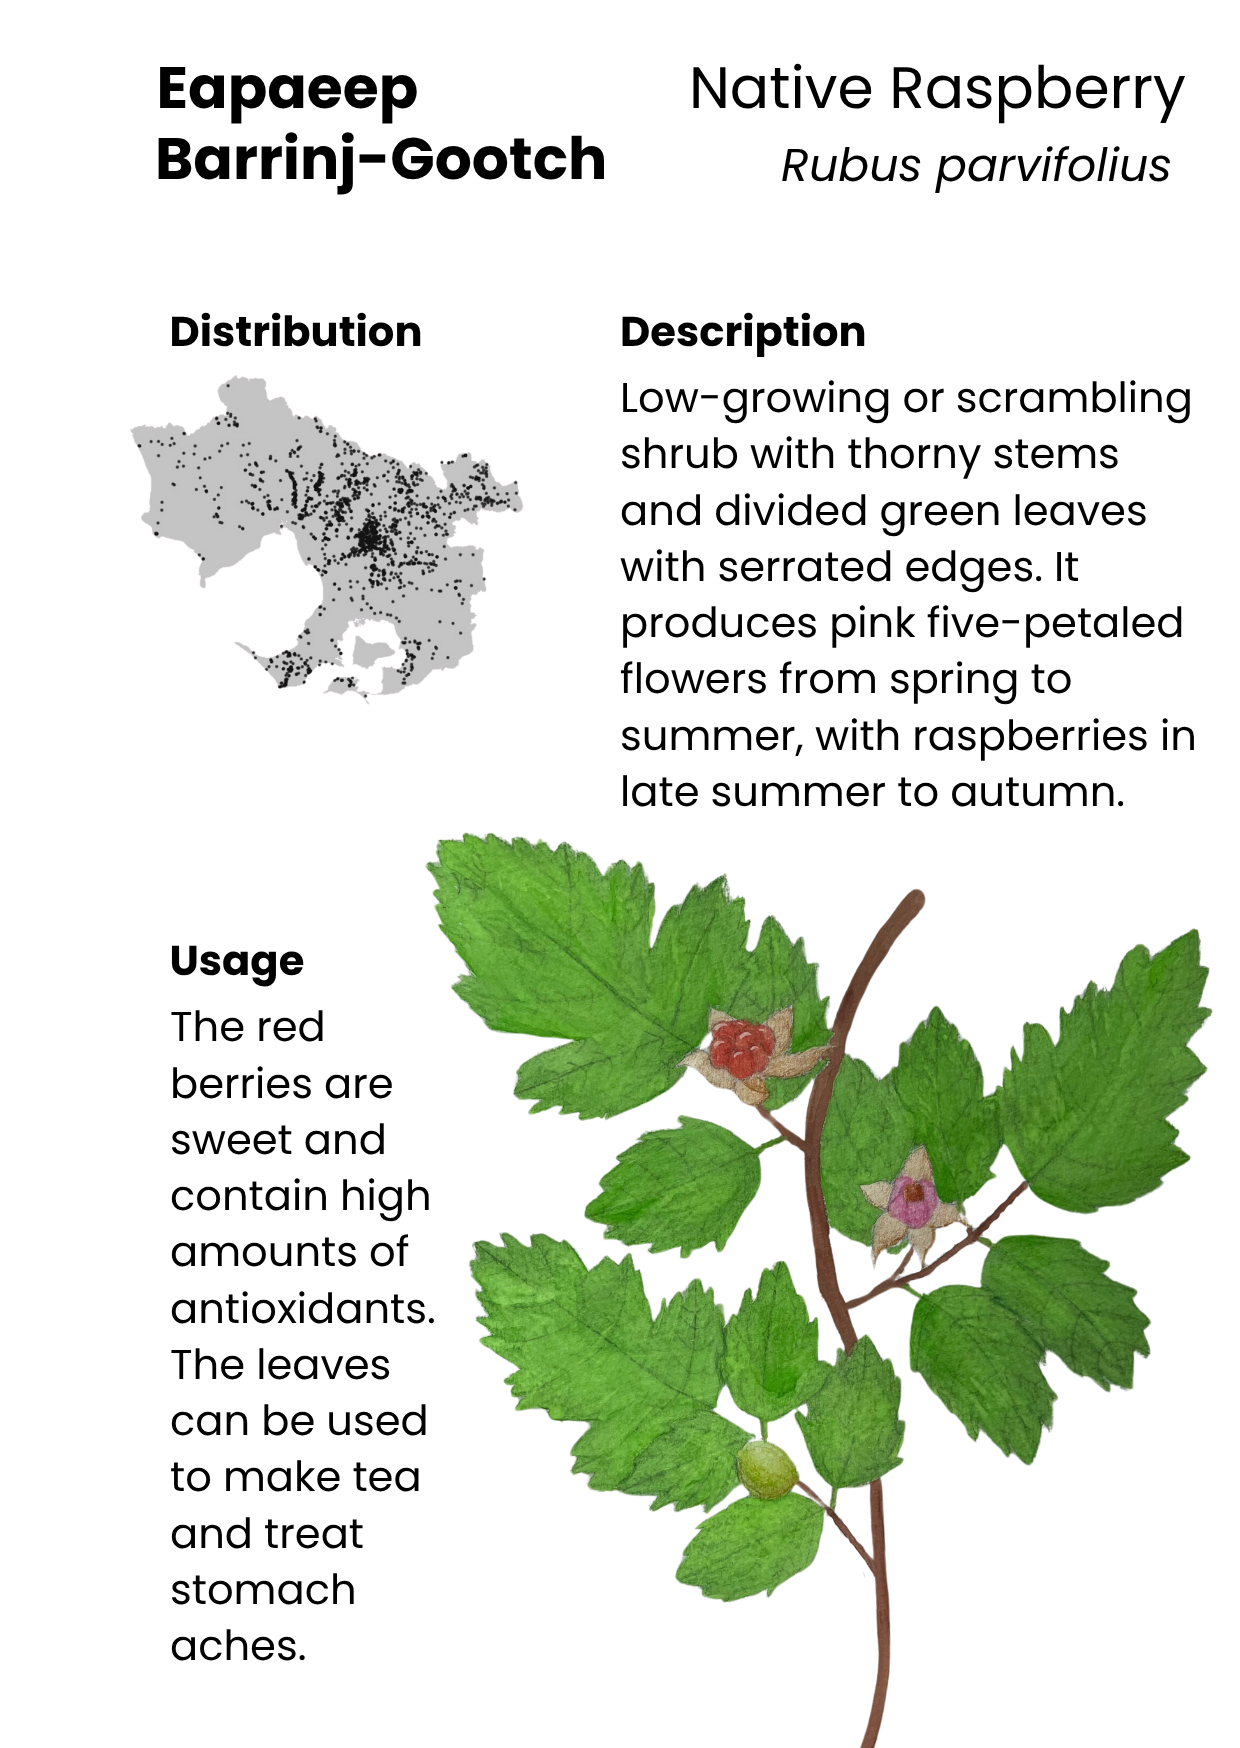 Eapaeep
Barrinj-Gootch
Native Raspberry
Rubus parvifolius
Distribution
Description
Low-growing or scrambling
shrub with thorny stems
and divided green leaves
with serrated edges. It
produces pink five-petaled
flowers from spring to
summer, with raspberries in
late summer to autumn.
Usage
The red
berries are
sweet and
contain high
amounts of
antioxidants.
The leaves
can be used
to make tea
and treat
stomach
aches.